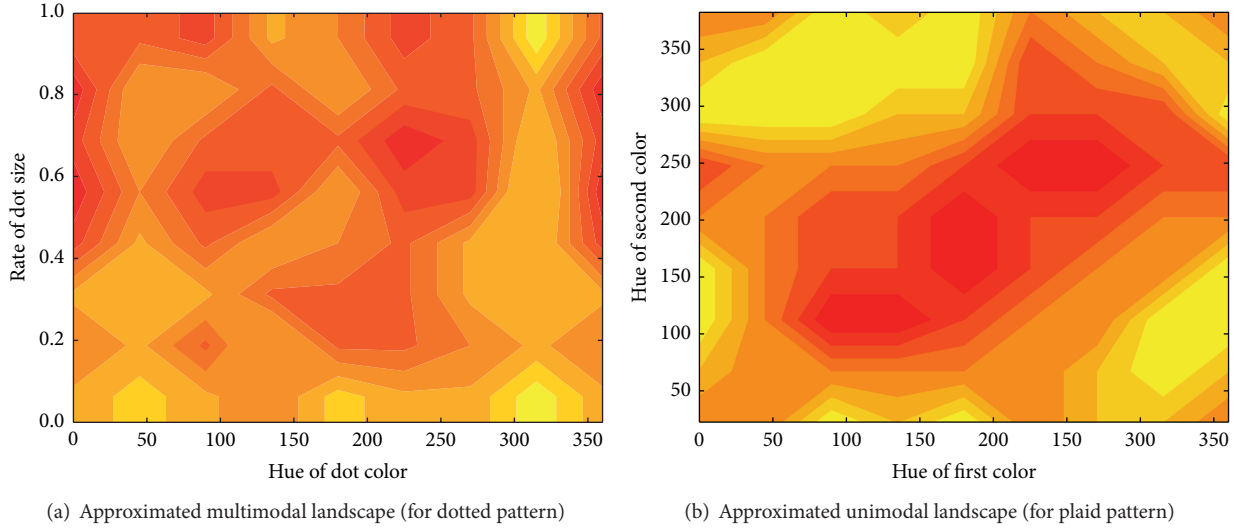 1.0
0.8
0.6
0.4
0.2
0.0
Rate of dot size
0 50 100 150 200 250 300 350
Hue of dot color
(a) Approximated multimodal landscape (for dotted pattern)
350
300
250
200
150
100
50
Hue of second color
0 50 100 150 200 250 300 350
Hue of first color
(b) Approximated unimodal landscape (for plaid pattern)